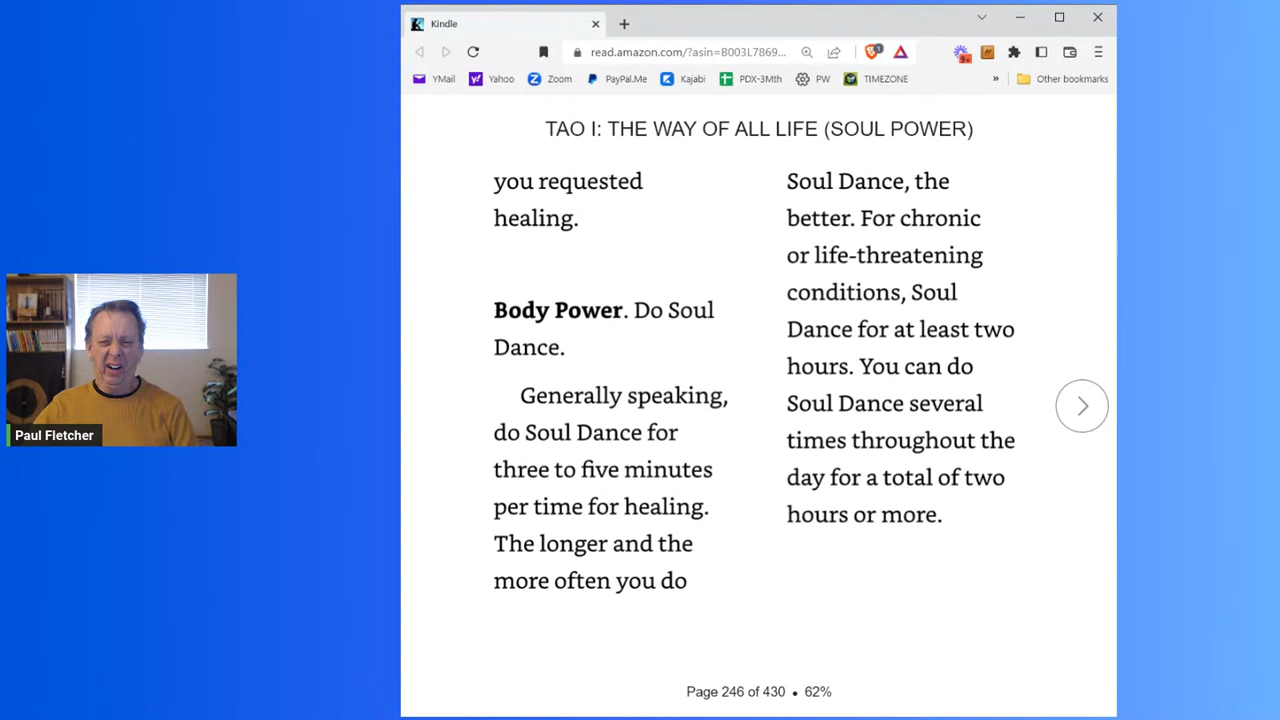 Kindle
read.amazon.com/?asin=B003L7869...
YMail Yahoo Zoom PayPal.Me Kajabi PDX-3Mth PW TIMEZONE » Other bookmarks
TAO I: THE WAY OF ALL LIFE (SOUL POWER)
you requested
healing.
Body Power. Do Soul
Dance.
Generally speaking,
do Soul Dance for
three to five minutes
per time for healing.
The longer and the
more often you do
Soul Dance, the
better. For chronic
or life-threatening
conditions, Soul
Dance for at least two
hours. You can do
Soul Dance several
times throughout the
day for a total of two
hours or more.
Page 246 of 430 • 62%
Paul Fletcher